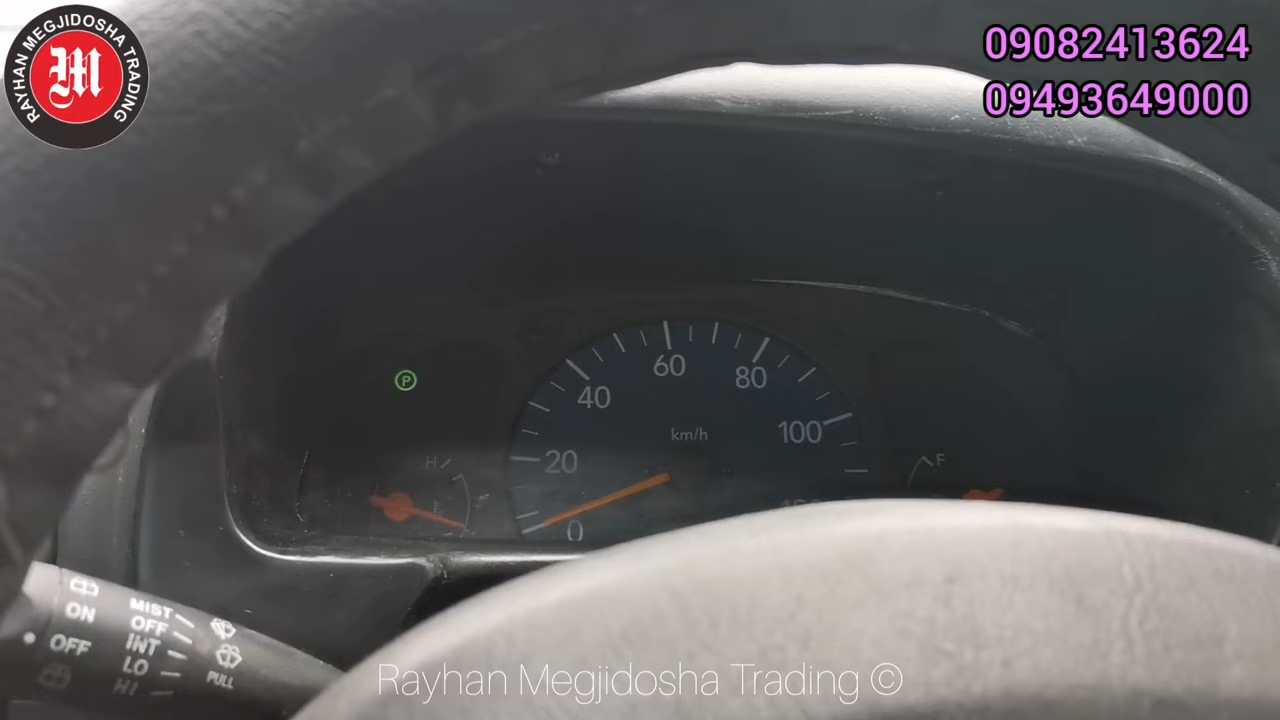 RAYHAN MEGJIDOSHA TRADING
M
09082413624
09493649000
P
60
40
80
km/h
100
20
H
F
E
0
ON
OFF
MIST
OFF
INT
LO
HI
PULL
Rayhan Megjidosha Trading ©